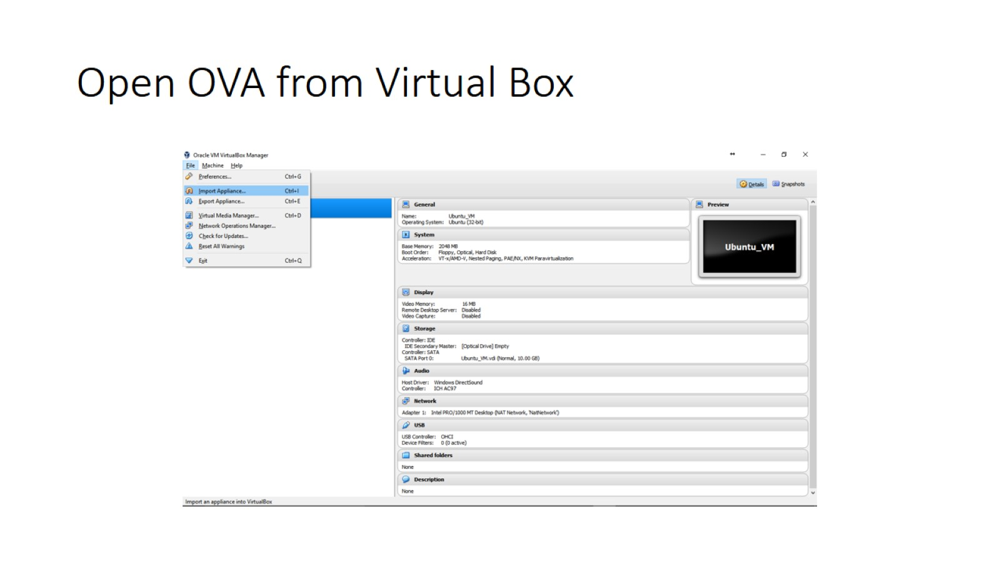 Open OVA from Virtual Box
Oracle VM VirtualBox Manager
File Machine Help
Preferences... Ctrl+G
Import Appliance... Ctrl+I
Export Appliance... Ctrl+E
Virtual Media Manager... Ctrl+D
Network Operations Manager...
Check for Updates...
Reset All Warnings
Exit Ctrl+Q
Details Snapshots
General
Name: Ubuntu_VM
Operating System: Ubuntu (32-bit)
System
Base Memory: 2048 MB
Boot Order: Floppy, Optical, Hard Disk
Acceleration: VT-x/AMD-V, Nested Paging, PAE/NX, KVM Paravirtualization
Preview
Ubuntu_VM
Display
Video Memory: 16 MB
Remote Desktop Server: Disabled
Video Capture: Disabled
Storage
Controller: IDE
IDE Secondary Master: [Optical Drive] Empty
Controller: SATA
SATA Port 0: Ubuntu_VM.vdi (Normal, 10.00 GB)
Audio
Host Driver: Windows DirectSound
Controller: ICH AC97
Network
Adapter 1: Intel PRO/1000 MT Desktop (NAT Network, 'NatNetwork')
USB
USB Controller: OHCI
Device Filters: 0 (0 active)
Shared folders
None
Description
None
Import an appliance into VirtualBox